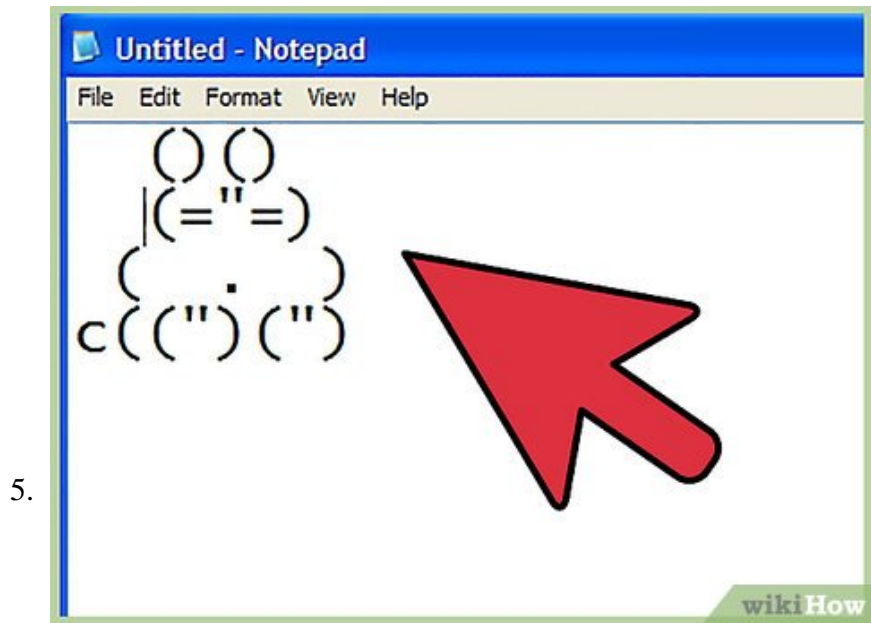 Untitled - Notepad
File Edit Format View Help
() ()
(="=)
( . )
c((")(")
5.
wikiHow